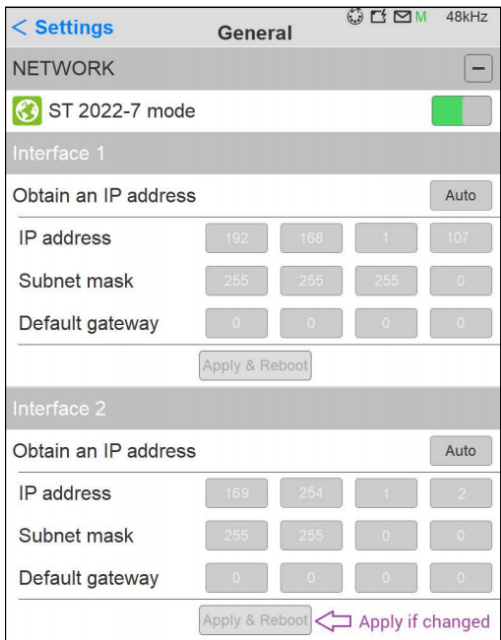 < Settings General M 48kHz
NETWORK
ST 2022-7 mode
Interface 1
Obtain an IP address Auto
IP address 192 168 1 107
Subnet mask 255 255 255 0
Default gateway 0 0 0 0
Apply & Reboot
Interface 2
Obtain an IP address Auto
IP address 169 254 1 2
Subnet mask 255 255 0 0
Default gateway 0 0 0 0
Apply & Reboot Apply if changed